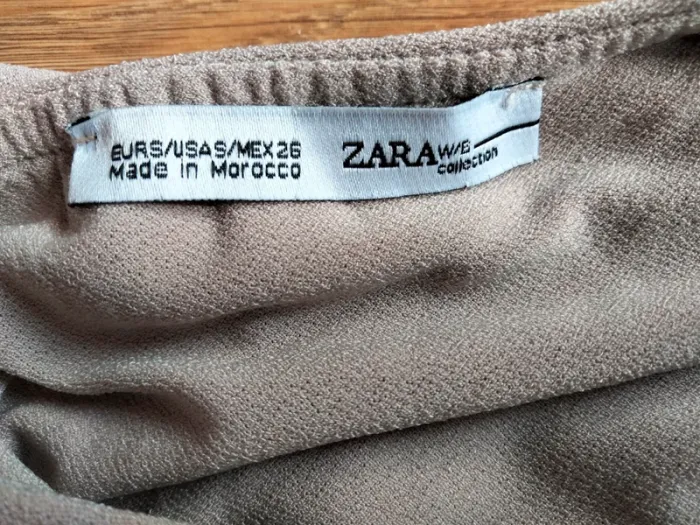 EURS/USAS/MEX26
Made in Morocco
ZARA W/B
collection